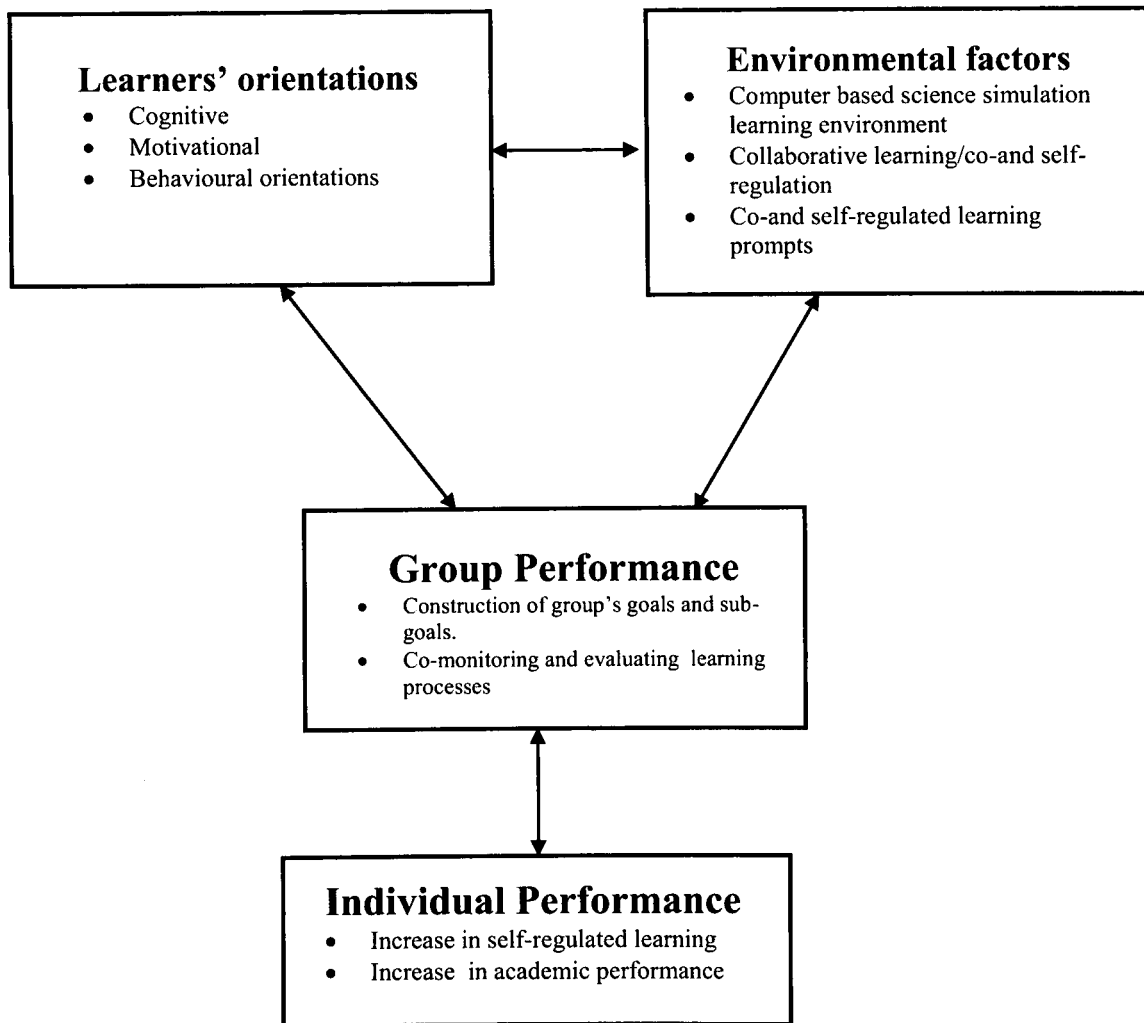 Learners' orientations
• Cognitive
• Motivational
• Behavioural orientations
Environmental factors
• Computer based science simulation
learning environment
• Collaborative learning/co-and self-
regulation
• Co-and self-regulated learning
prompts
Group Performance
• Construction of group's goals and sub-
goals.
• Co-monitoring and evaluating learning
processes
Individual Performance
• Increase in self-regulated learning
• Increase in academic performance